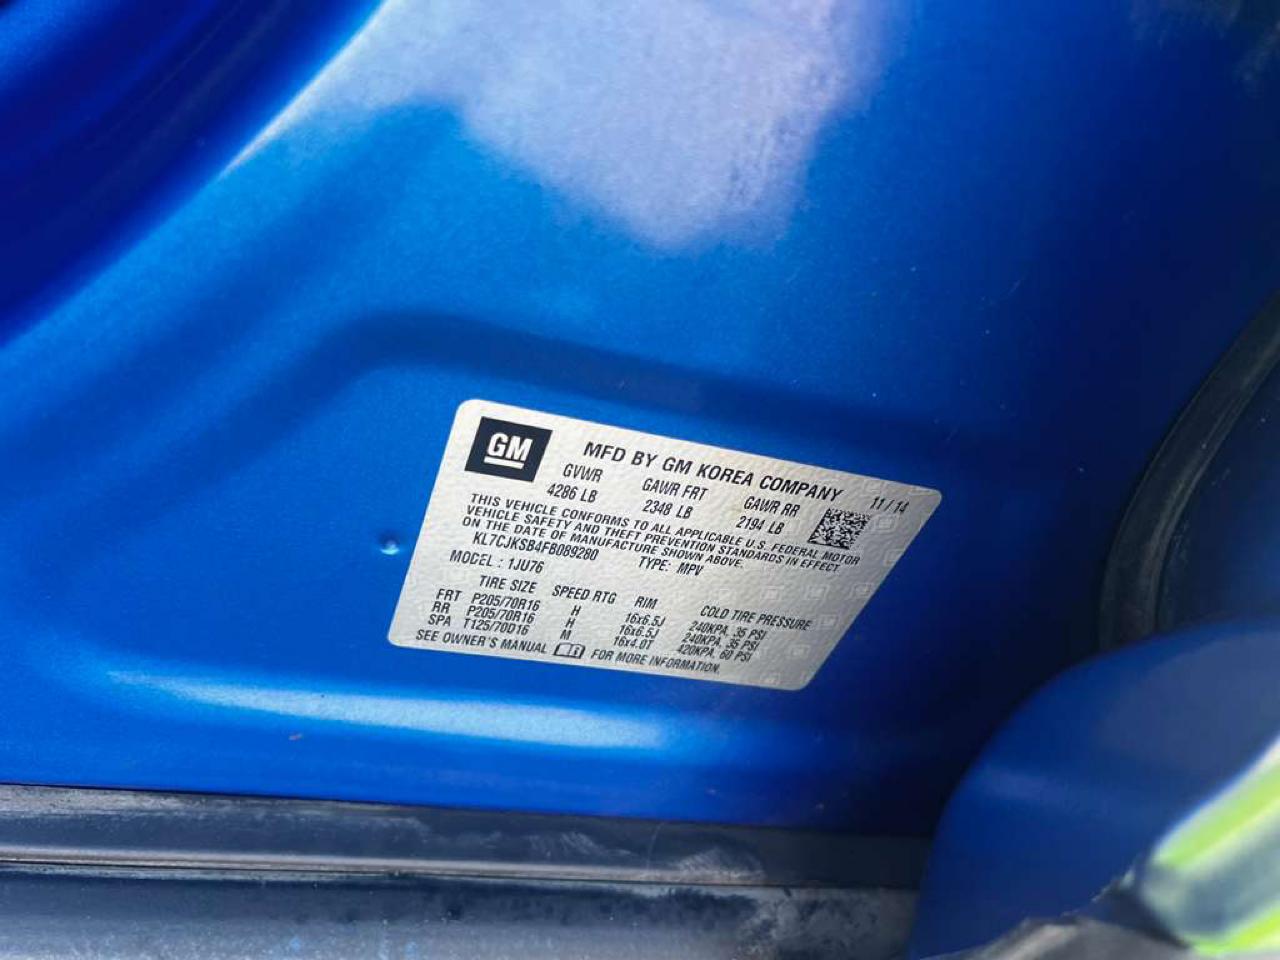 GM
MFD BY GM KOREA COMPANY 11 / 14
GVWR GAWR FRT GAWR RR
4286 LB 2348 LB 2194 LB
THIS VEHICLE CONFORMS TO ALL APPLICABLE U.S. FEDERAL MOTOR
VEHICLE SAFETY AND THEFT PREVENTION STANDARDS IN EFFECT
ON THE DATE OF MANUFACTURE SHOWN ABOVE.
KL7CJKSB4FB089280 TYPE: MPV
MODEL : 1JU76
TIRE SIZE SPEED RTG RIM COLD TIRE PRESSURE
FRT P205/70R16 H 16x6.5J 240KPA, 35 PSI
RR P205/70R16 H 16x6.5J 240KPA, 35 PSI
SPA T125/70D16 M 16x4.0T 420KPA, 60 PSI
SEE OWNER'S MANUAL FOR MORE INFORMATION.